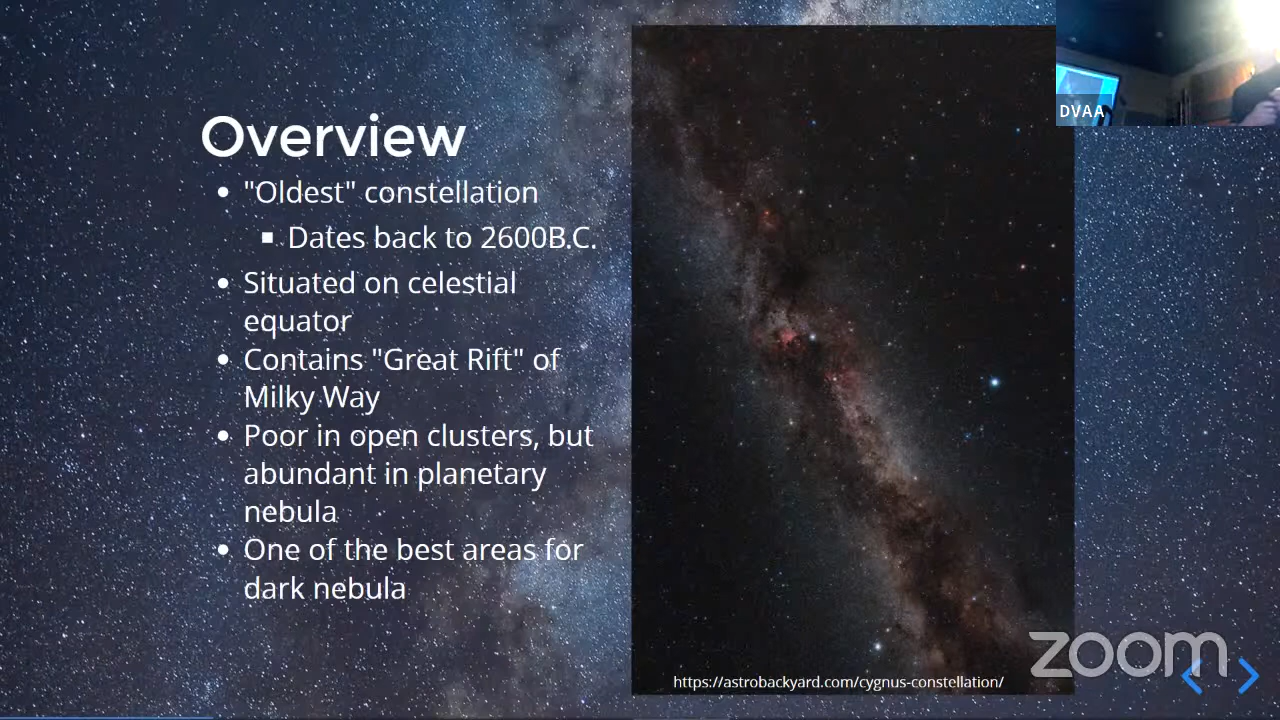 Overview
"Oldest" constellation
Dates back to 2600B.C.
Situated on celestial
equator
Contains "Great Rift" of
Milky Way
Poor in open clusters, but
abundant in planetary
nebula
One of the best areas for
dark nebula
https://astrobackyard.com/cygnus-constellation/
DVAA
zoom